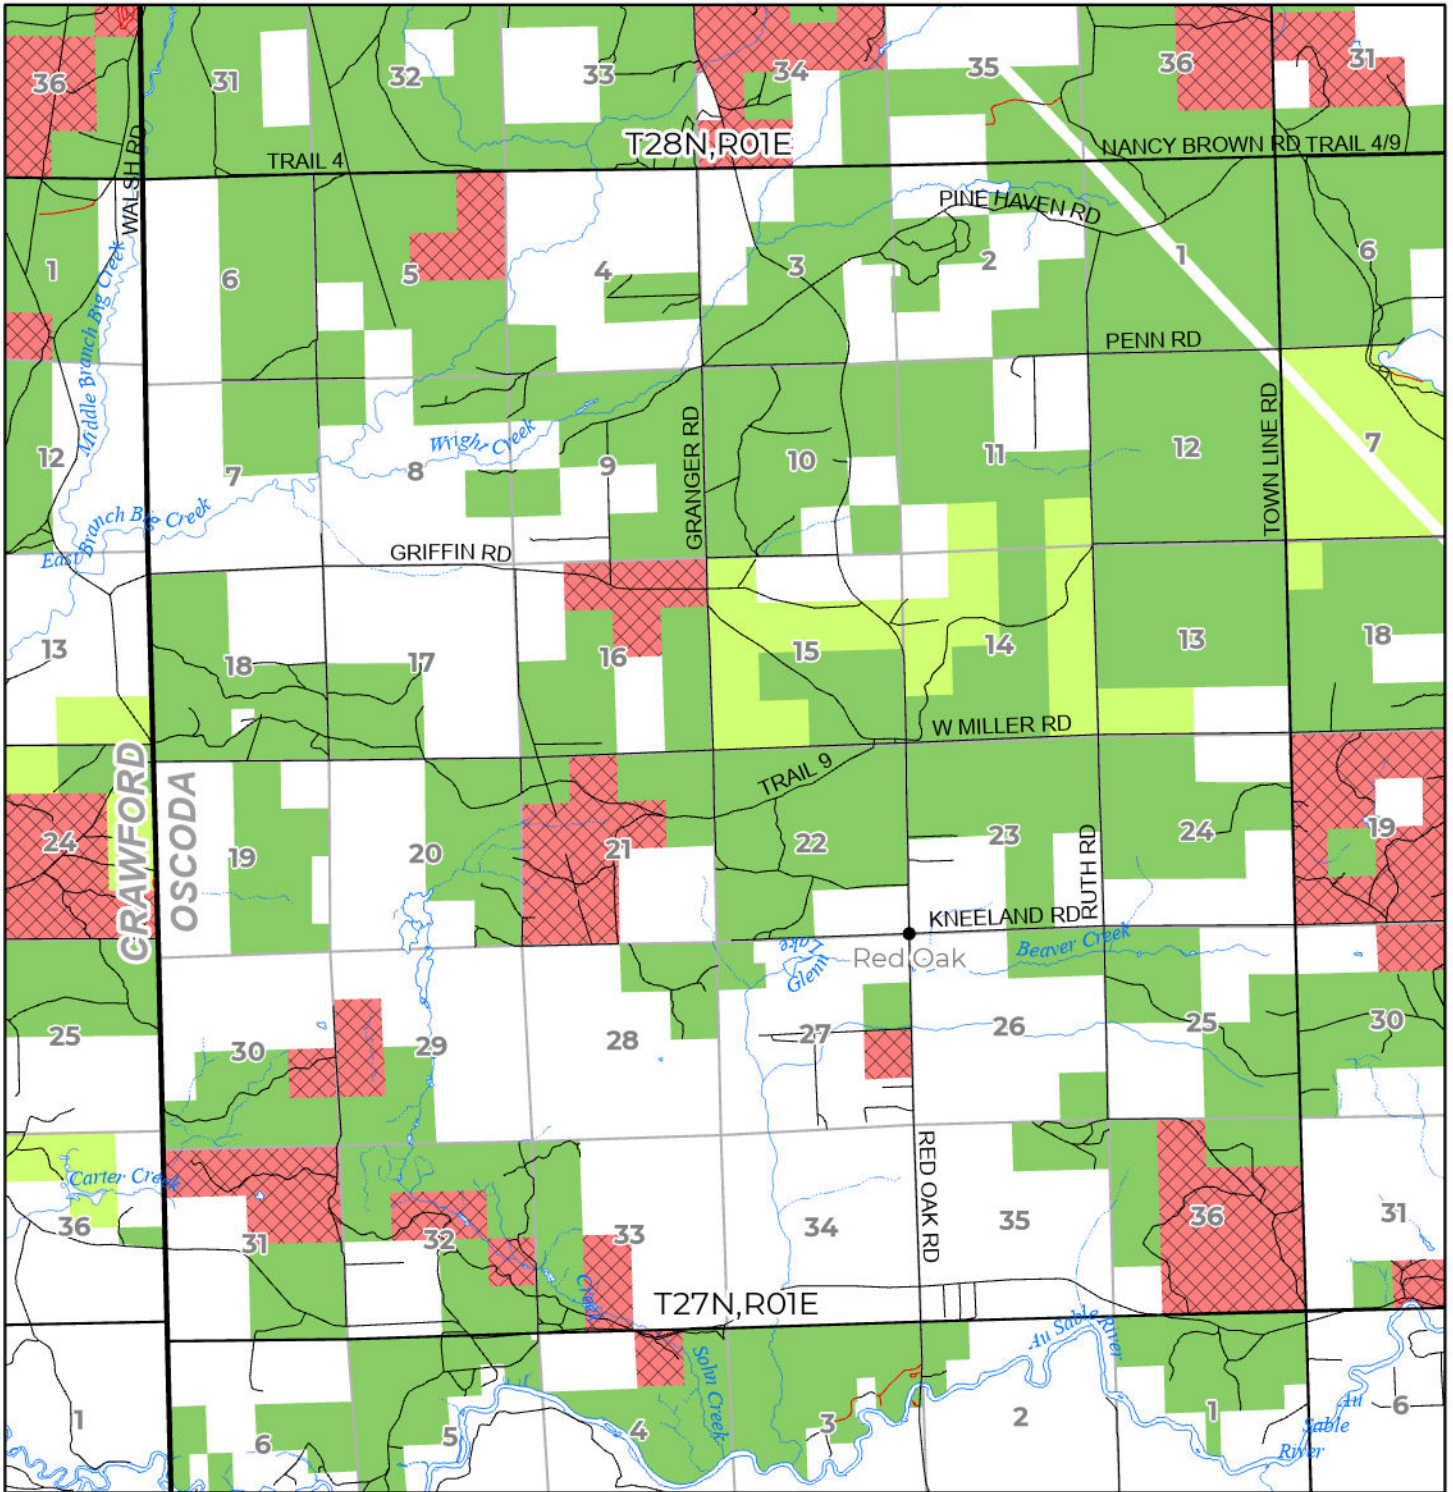 36
31
32
33
34
35
36
31
T28N,R01E
WALSH RD
TRAIL 4
NANCY BROWN RD TRAIL 4/9
PINE HAVEN RD
1
6
5
4
3
2
1
6
Middle Branch Big Creek
PENN RD
GRANGER RD
TOWN LINE RD
12
7
8
Wright Creek
9
10
11
12
7
East Branch Big Creek
GRIFFIN RD
13
18
17
16
15
14
13
18
W MILLER RD
TRAIL 9
CRAWFORD
OSCODA
24
19
20
21
22
23
RUTH RD
24
19
KNEELAND RD
Red Oak
Beaver Creek
Lake
Glenn
25
30
29
28
27
26
25
30
RED OAK RD
Carter Creek
36
31
32
33
34
35
36
31
Creek
T27N,R01E
Au Sable River
Sohn Creek
1
6
5
4
3
2
1
6
Au
Sable
River